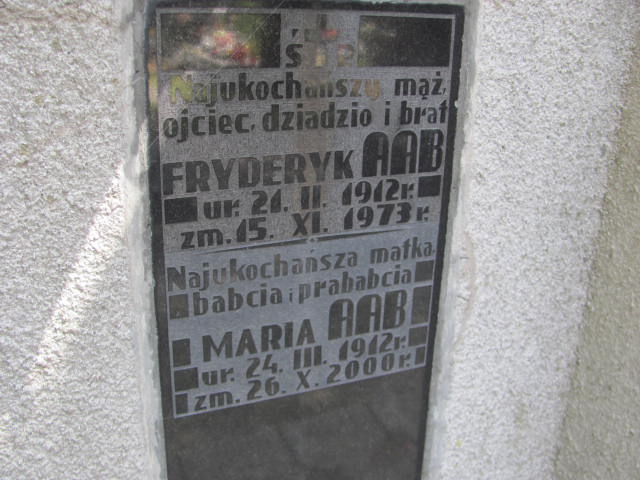 Ś P
Najukochańszy mąż,
ojciec, dziadzio i brat
FRYDERYK AAB
ur. 21. II. 1912r.
zm. 15. XI. 1973r.
Najukochańsza matka,
babcia i prababcia
MARIA AAB
ur. 24. III. 1912r.
zm. 26. X. 2000r.